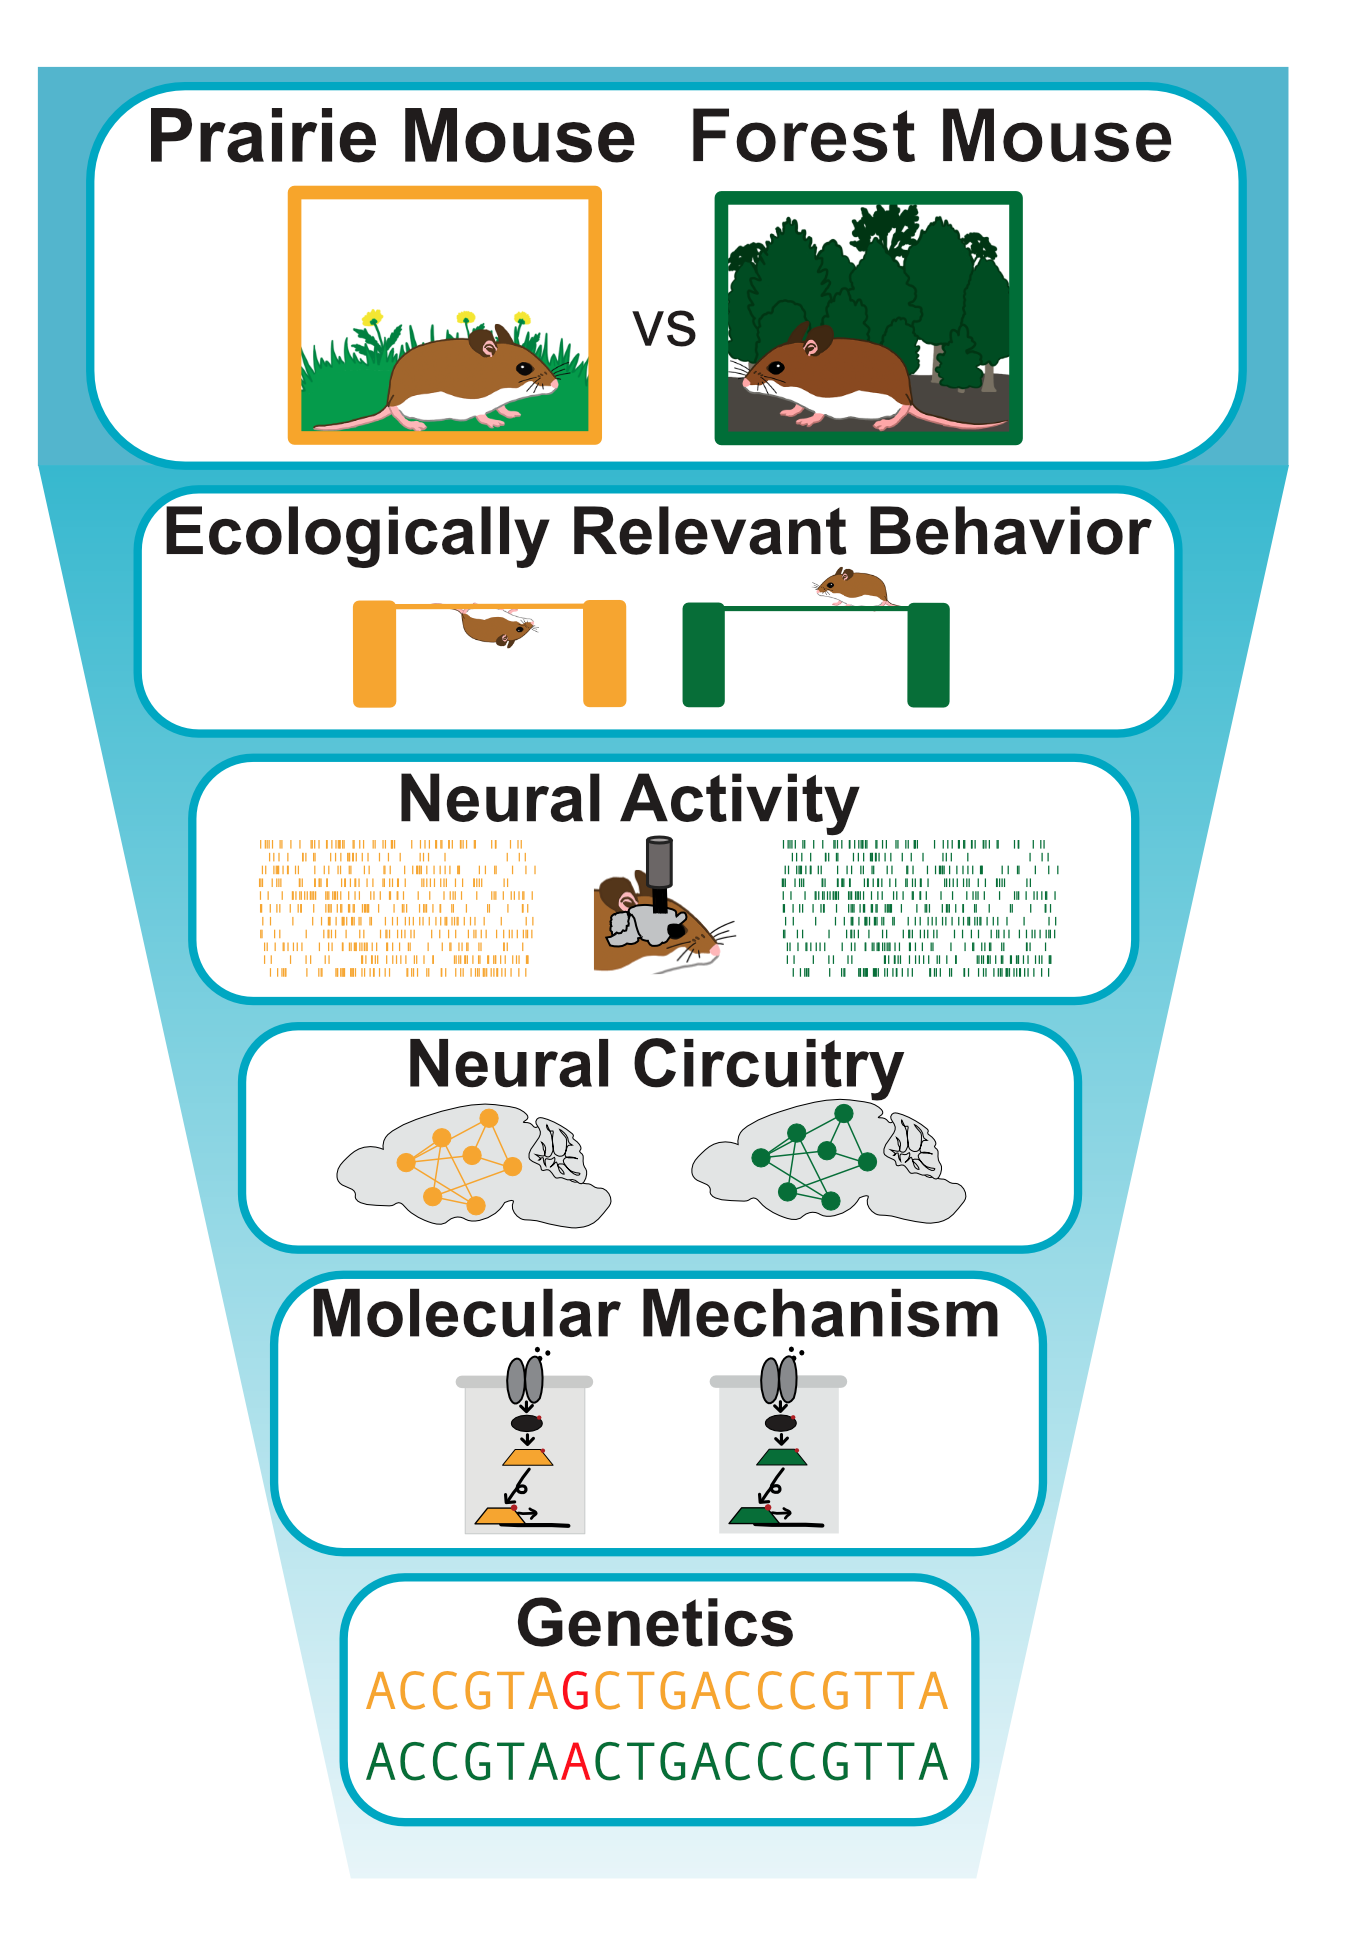 Prairie Mouse Forest Mouse
vs
Ecologically Relevant Behavior
Neural Activity
Neural Circuitry
Molecular Mechanism
Genetics
ACCGTAGCTGACCCGTTA
ACCGTAACTGACCCGTTA